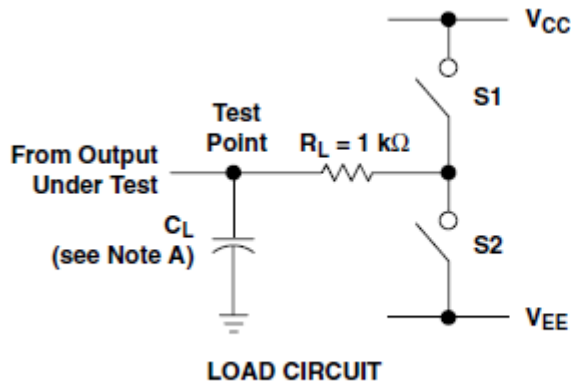 VCC
S1
Test
Point
RL = 1 kΩ
From Output
Under Test
CL
(see Note A)
S2
VEE
LOAD CIRCUIT